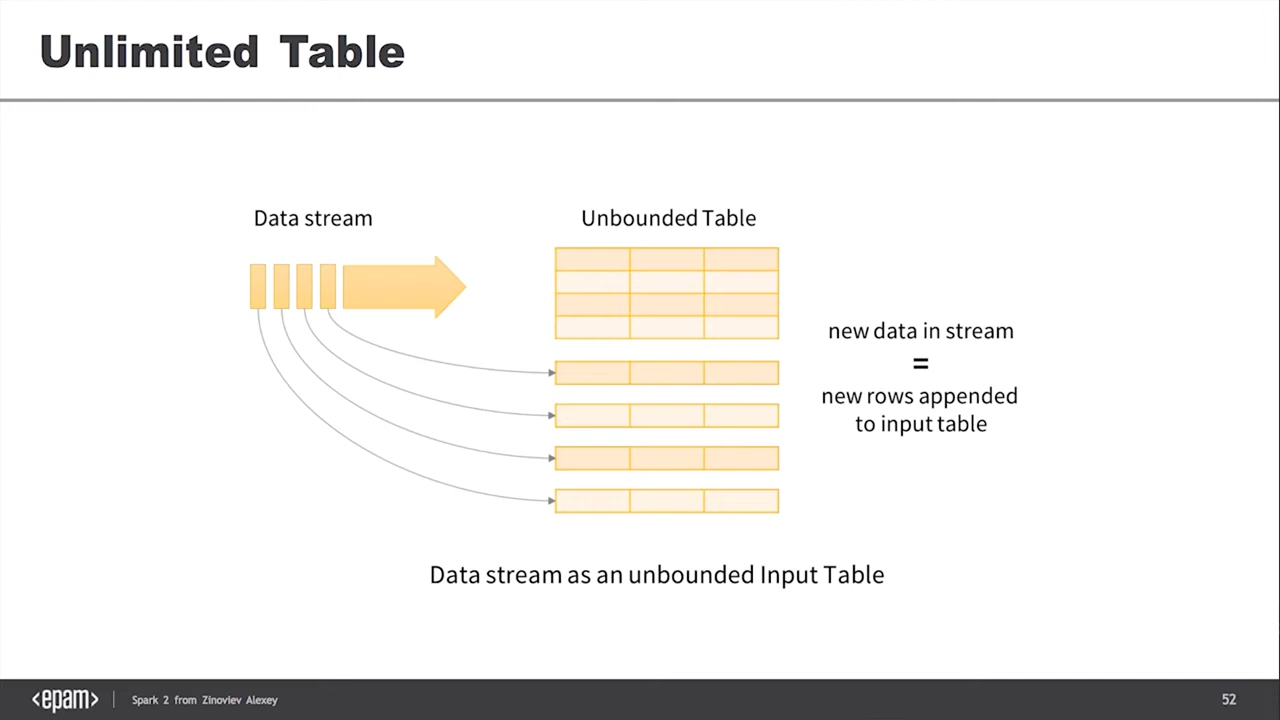 Unlimited Table
Data stream
Unbounded Table
new data in stream
=
new rows appended
to input table
Data stream as an unbounded Input Table
<epam>
Spark 2 from Zinoviev Alexey
52